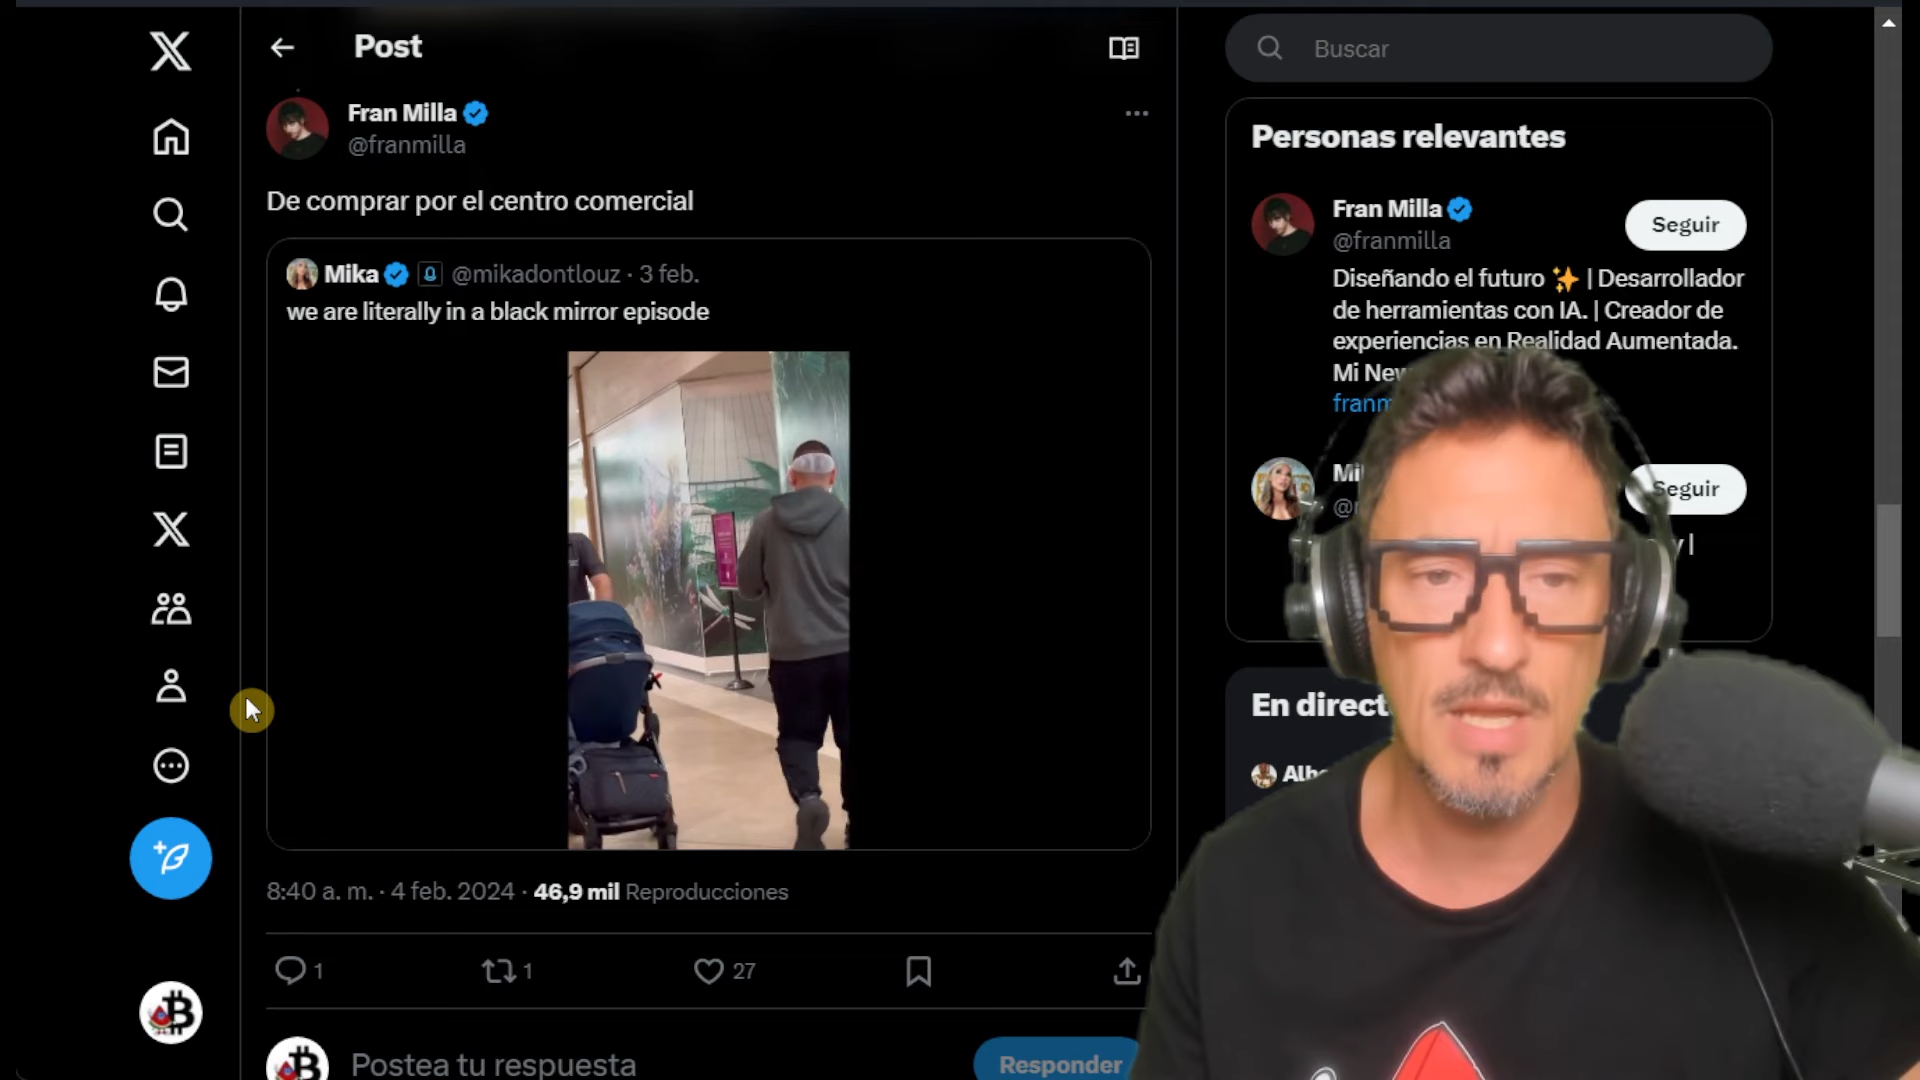 Post
Buscar
Fran Milla
@franmilla
De comprar por el centro comercial
Mika @mikadontlouz · 3 feb.
we are literally in a black mirror episode
8:40 a. m. · 4 feb. 2024 · 46,9 mil Reproducciones
1
1
27
Postea tu respuesta
Responder
Personas relevantes
Fran Milla
@franmilla
Seguir
Diseñando el futuro ✨ | Desarrollador
de herramientas con IA. | Creador de
experiencias en Realidad Aumentada.
Mi
Seguir
En direct